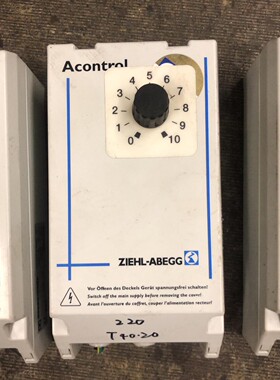 Acontrol
5
4 6
3 7
2 8
1 9
0 10
ZIEHL-ABEGG
Vor Öffnen des Deckels Gerät spannungsfrei schalten!
Switch off the main supply before removing the cover!
Avant l'ouverture du coffret, couper l'alimentation recteur!
220
T40.20